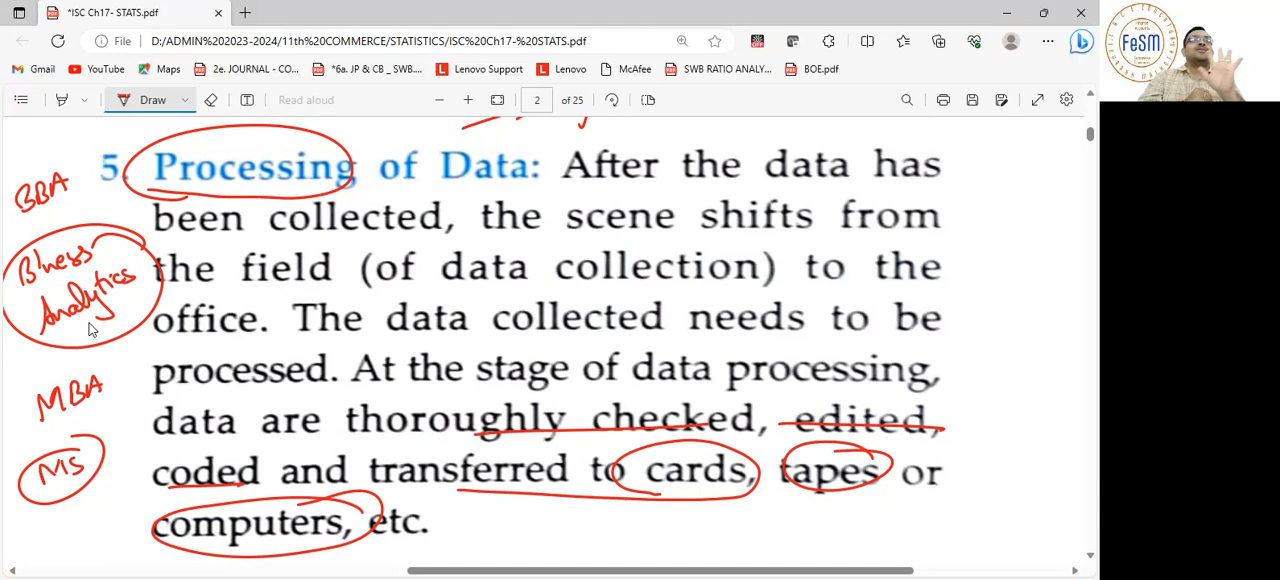 *ISC Ch17- STATS.pdf
File
D:/ADMIN%202023-2024/11th%20COMMERCE/STATISTICS/ISC%20Ch17-%20STATS.pdf
Gmail
YouTube
Maps
2e. JOURNAL - CO...
*6a. JP & CB _ SWB...
Lenovo Support
Lenovo
McAfee
SWB RATIO ANALY...
BOE.pdf
Draw
Read aloud
2
of 25
FeSM
5. Processing of Data: After the data has
been collected, the scene shifts from
the field (of data collection) to the
office. The data collected needs to be
processed. At the stage of data processing,
data are thoroughly checked, edited,
coded and transferred to cards, tapes or
computers, etc.
BBA
B'ness
Analytics
MBA
MS